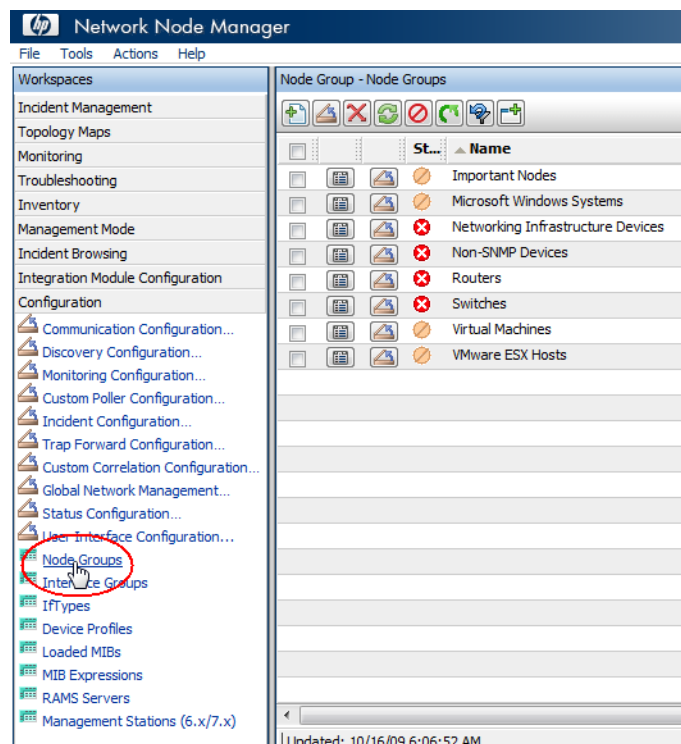 hp Network Node Manager
File Tools Actions Help
Workspaces
Incident Management
Topology Maps
Monitoring
Troubleshooting
Inventory
Management Mode
Incident Browsing
Integration Module Configuration
Configuration
Communication Configuration...
Discovery Configuration...
Monitoring Configuration...
Custom Poller Configuration...
Incident Configuration...
Trap Forward Configuration...
Custom Correlation Configuration...
Global Network Management...
Status Configuration...
User Interface Configuration...
Node Groups
Interface Groups
IfTypes
Device Profiles
Loaded MIBs
MIB Expressions
RAMS Servers
Management Stations (6.x/7.x)
Node Group - Node Groups
St... Name
Important Nodes
Microsoft Windows Systems
Networking Infrastructure Devices
Non-SNMP Devices
Routers
Switches
Virtual Machines
VMware ESX Hosts
Updated: 10/16/09 6:06:52 AM